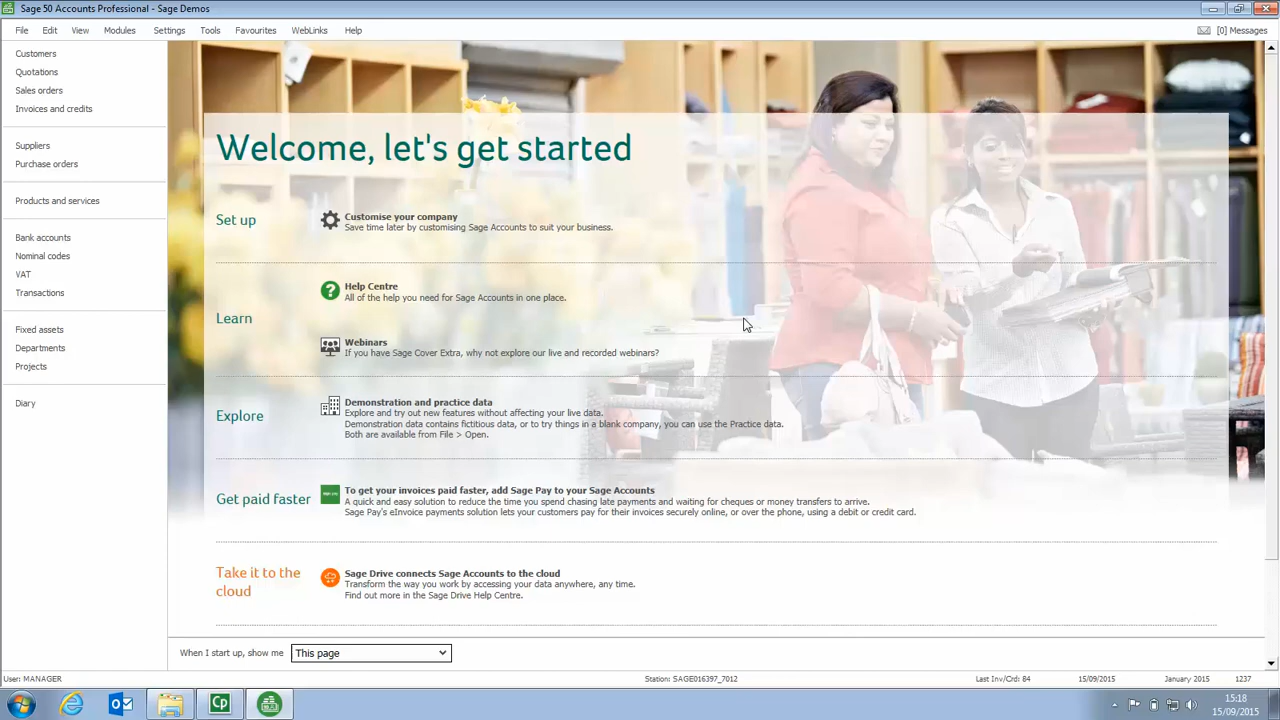 Sage 50 Accounts Professional - Sage Demos
File Edit View Modules Settings Tools Favourites WebLinks Help [0] Messages
Customers
Quotations
Sales orders
Invoices and credits
Suppliers
Purchase orders
Products and services
Bank accounts
Nominal codes
VAT
Transactions
Fixed assets
Departments
Projects
Diary
Welcome, let's get started
Set up
Customise your company
Save time later by customising Sage Accounts to suit your business.
Learn
Help Centre
All of the help you need for Sage Accounts in one place.
Webinars
If you have Sage Cover Extra, why not explore our live and recorded webinars?
Explore
Demonstration and practice data
Explore and try out new features without affecting your live data.
Demonstration data contains fictitious data, or to try things in a blank company, you can use the Practice data.
Both are available from File > Open.
Get paid faster
To get your invoices paid faster, add Sage Pay to your Sage Accounts
A quick and easy solution to reduce the time you spend chasing late payments and waiting for cheques or money transfers to arrive.
Sage Pay's eInvoice payments solution lets your customers pay for their invoices securely online, or over the phone, using a debit or credit card.
Take it to the
cloud
Sage Drive connects Sage Accounts to the cloud
Transform the way you work by accessing your data anywhere, any time.
Find out more in the Sage Drive Help Centre.
When I start up, show me This page
User: MANAGER Station: SAGE016397_7012 Last Inv/Crd: 84 15/09/2015 January 2015 1237
Cp
15:18
15/09/2015